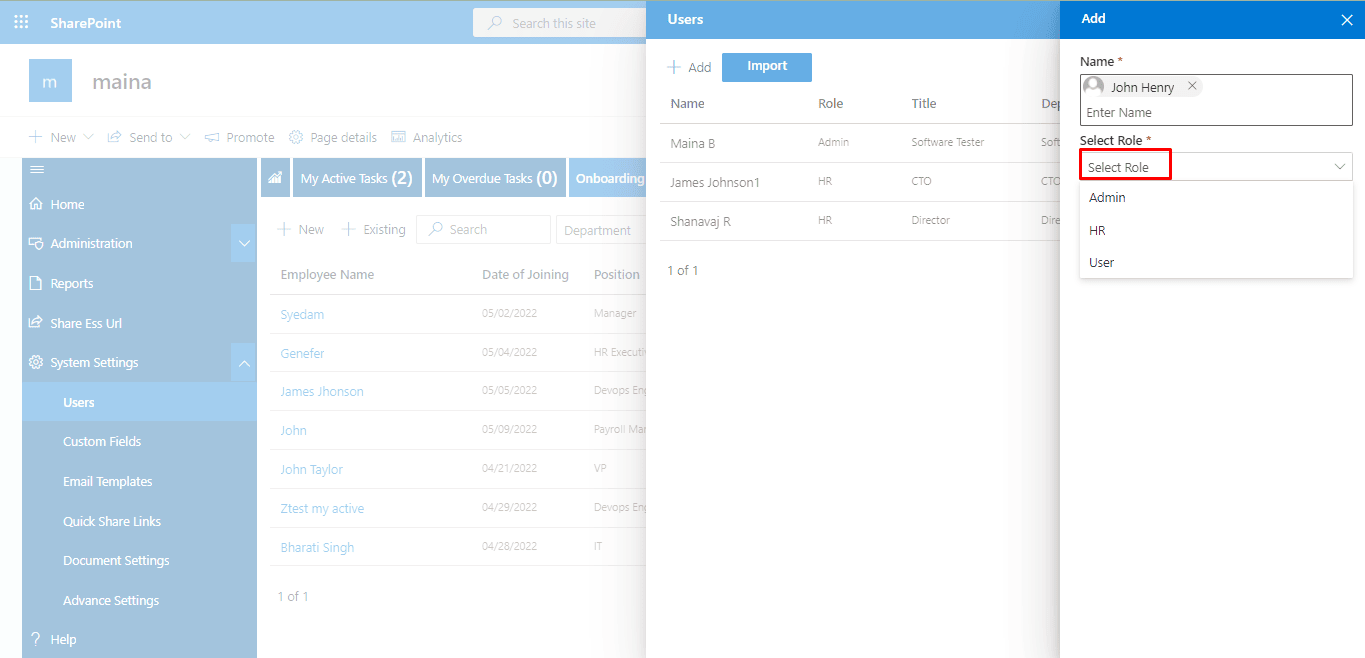 SharePoint
Search this site
m
maina
New
Send to
Promote
Page details
Analytics
Home
Administration
Reports
Share Ess Url
System Settings
Users
Custom Fields
Email Templates
Quick Share Links
Document Settings
Advance Settings
? Help
My Active Tasks (2)
My Overdue Tasks (0)
Onboarding
+ New
+ Existing
Search
Department
Employee Name Date of Joining Position
Syedam 05/02/2022 Manager
Genefer 05/04/2022 HR Executi
James Jhonson 05/05/2022 Devops Eng
John 05/09/2022 Payroll Mar
John Taylor 04/21/2022 VP
Ztest my active 04/29/2022 Devops Eng
Bharati Singh 04/28/2022 IT
1 of 1
Users
+ Add
Import
Name Role Title Dep
Maina B Admin Software Tester Soft
James Johnson1 HR CTO CTO
Shanavaj R HR Director Dire
1 of 1
Add
Name *
John Henry
Enter Name
Select Role *
Select Role
Admin
HR
User